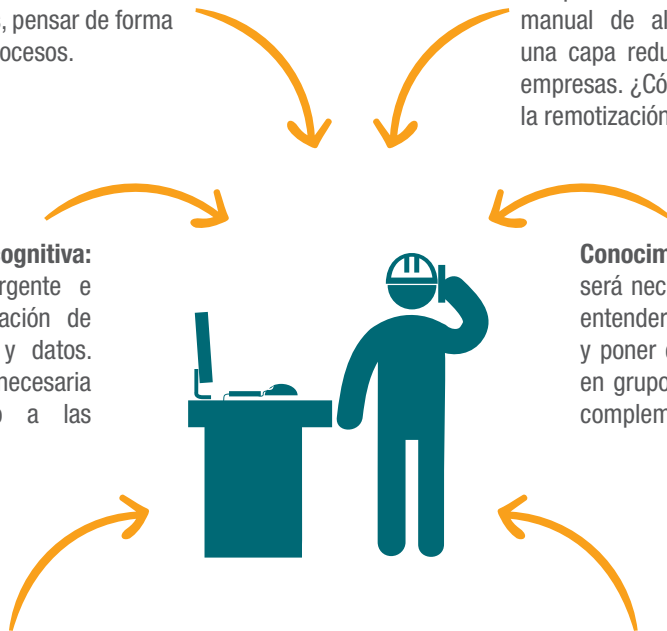 , pensar de forma
ocesos.
manual de al
una capa redu
empresas. ¿Có
la remotización
ognitiva:
rgente e
ación de
y datos.
necesaria
a las
Conocim
será nec
entender
y poner
en grupo
complem